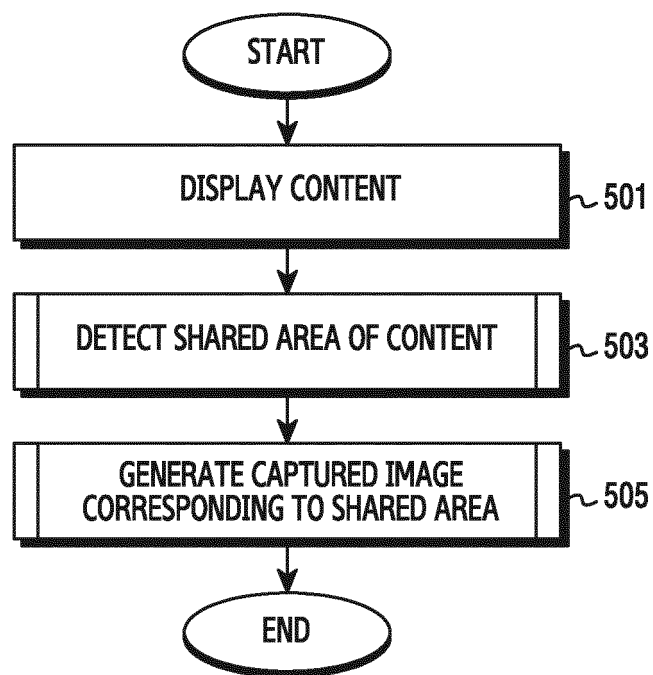 START
DISPLAY CONTENT
501
DETECT SHARED AREA OF CONTENT
503
GENERATE CAPTURED IMAGE
CORRESPONDING TO SHARED AREA
505
END